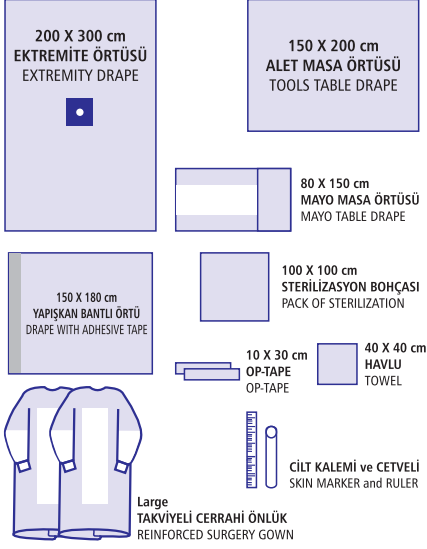 200 X 300 cm
EKTREMİTE ÖRTÜSÜ
EXTREMITY DRAPE
150 X 200 cm
ALET MASA ÖRTÜSÜ
TOOLS TABLE DRAPE
80 X 150 cm
MAYO MASA ÖRTÜSÜ
MAYO TABLE DRAPE
150 X 180 cm
YAPIŞKAN BANTLI ÖRTÜ
DRAPE WITH ADHESIVE TAPE
100 X 100 cm
STERİLİZASYON BOHÇASI
PACK OF STERILIZATION
10 X 30 cm
OP-TAPE
OP-TAPE
40 X 40 cm
HAVLU
TOWEL
CİLT KALEMİ ve CETVELİ
SKIN MARKER and RULER
Large
TAKVİYELİ CERRAHİ ÖNLÜK
REINFORCED SURGERY GOWN